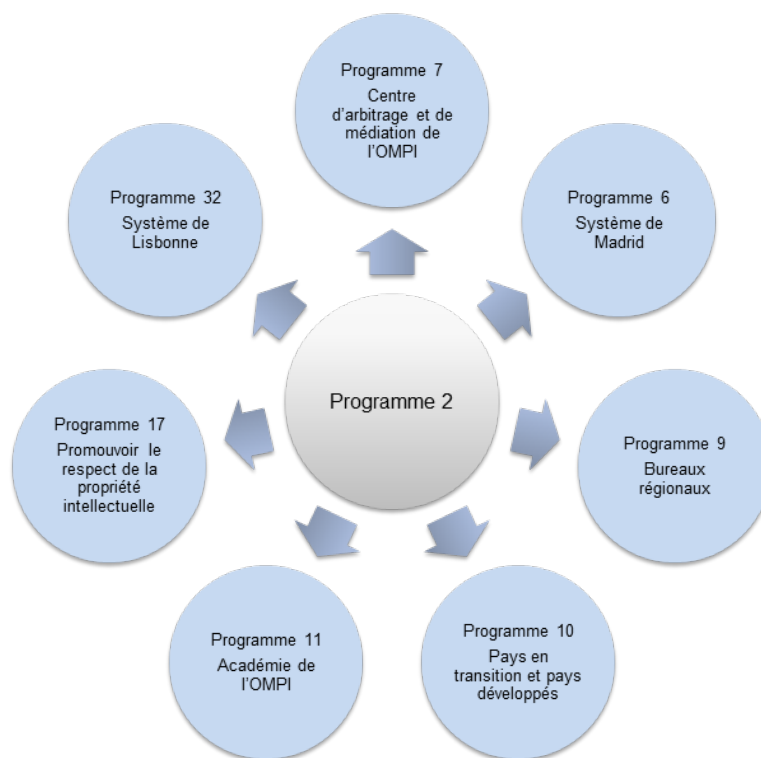 Programme 7
Centre
d'arbitrage et de
médiation de
l'OMPI
Programme 6
Système de
Madrid
Programme 9
Bureaux
régionaux
Programme 10
Pays en
transition et pays
développés
Programme 11
Académie de
l'OMPI
Programme 17
Promouvoir le
respect de la
propriété
intellectuelle
Programme 32
Système de
Lisbonne
Programme 2